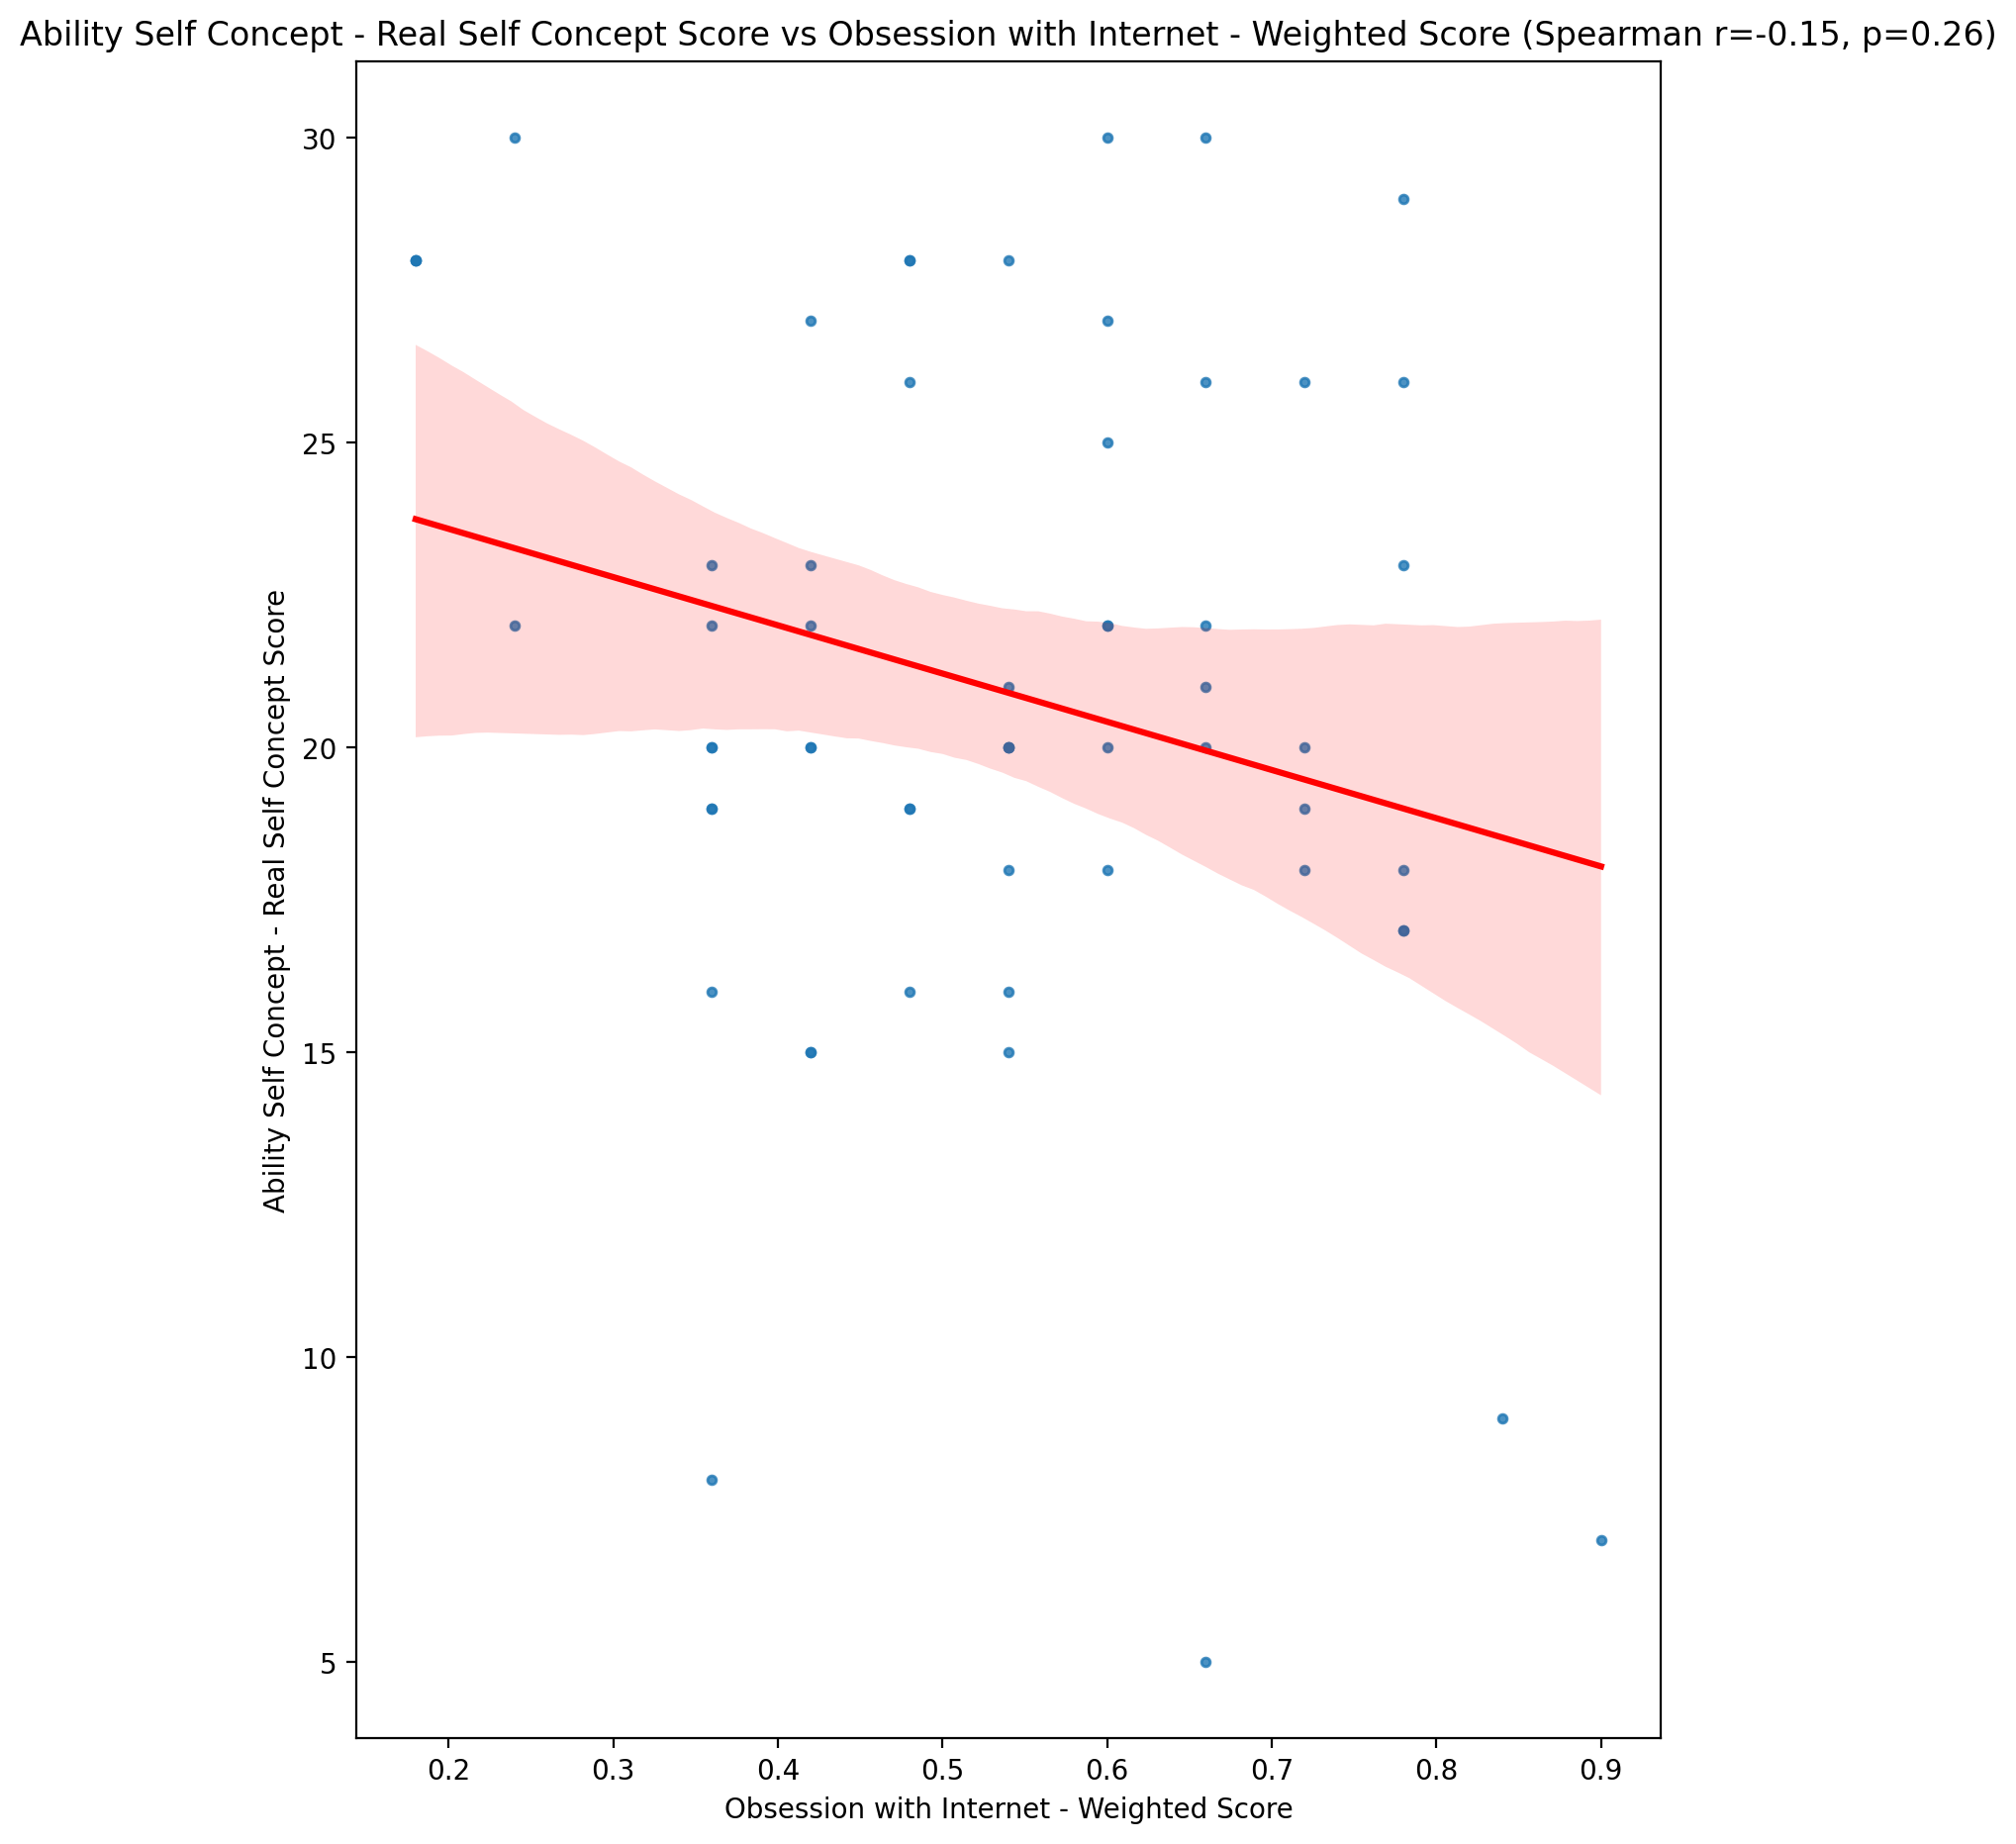 Ability Self Concept - Real Self Concept Score vs Obsession with Internet - Weighted Score (Spearman r=-0.15, p=0.26)
Ability Self Concept - Real Self Concept Score
30
25
20
15
10
5
0.2 0.3 0.4 0.5 0.6 0.7 0.8 0.9
Obsession with Internet - Weighted Score